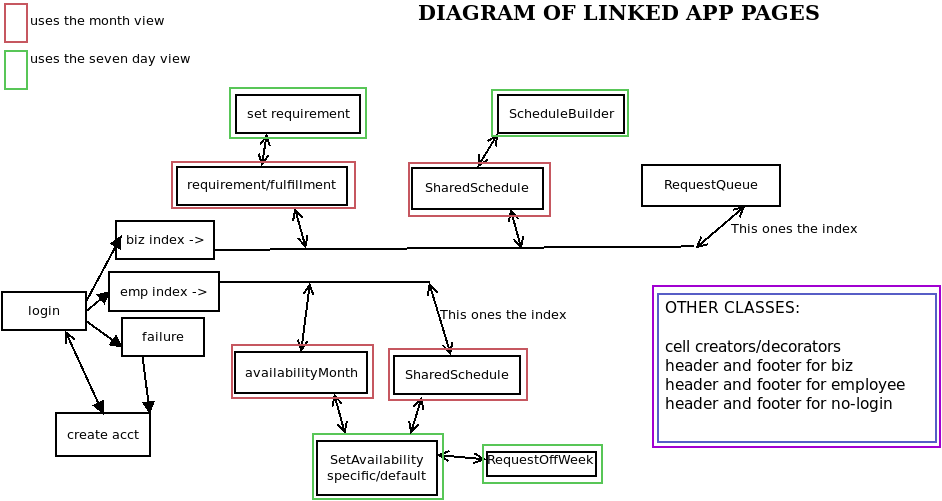 DIAGRAM OF LINKED APP PAGES
uses the month view
uses the seven day view
set requirement
ScheduleBuilder
requirement/fulfillment
SharedSchedule
RequestQueue
This ones the index
biz index ->
emp index ->
login
failure
create acct
This ones the index
availabilityMonth
SharedSchedule
SetAvailability
specific/default
RequestOffWeek
OTHER CLASSES:
cell creators/decorators
header and footer for biz
header and footer for employee
header and footer for no-login